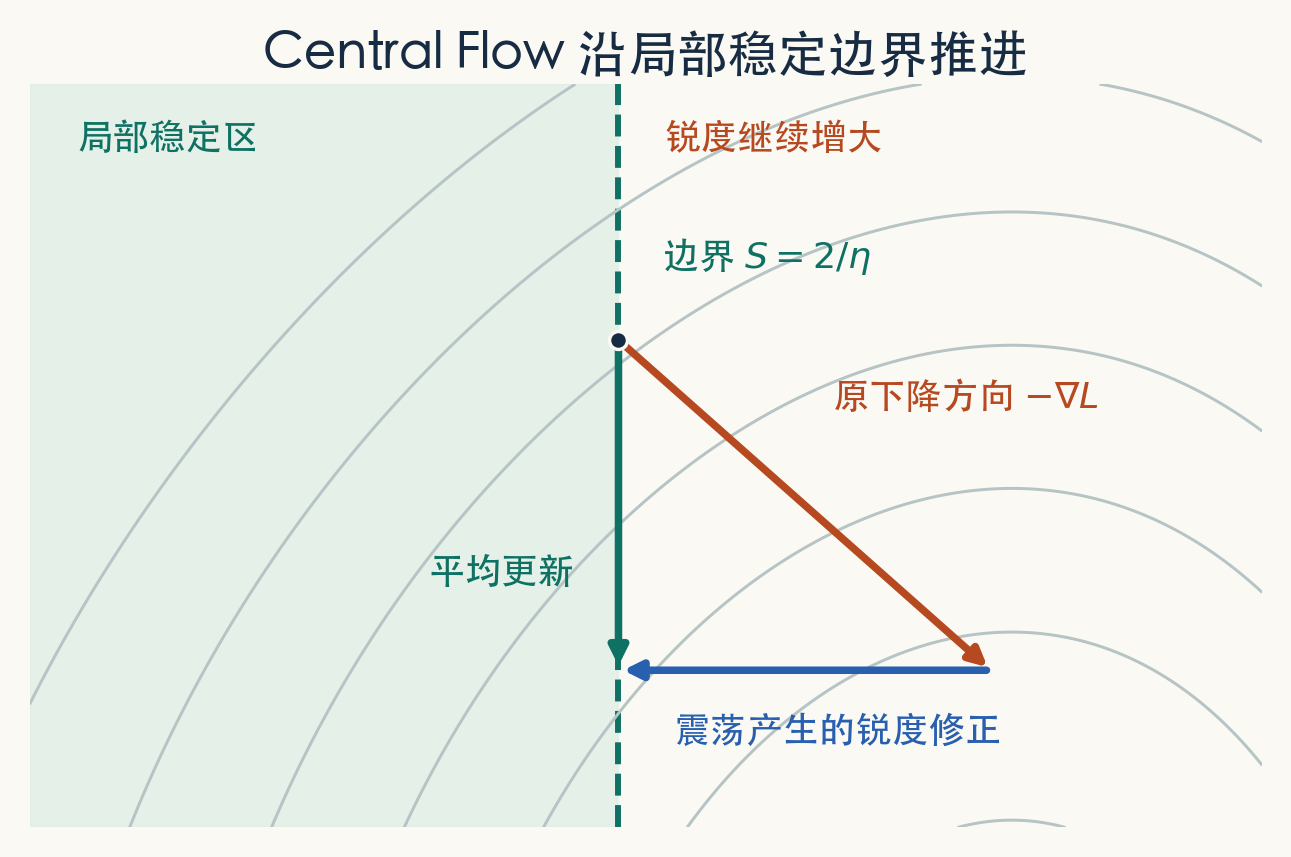 Central Flow 沿局部稳定边界推进
局部稳定区
锐度继续增大
边界 S = 2/η
原下降方向 −∇L
平均更新
震荡产生的锐度修正